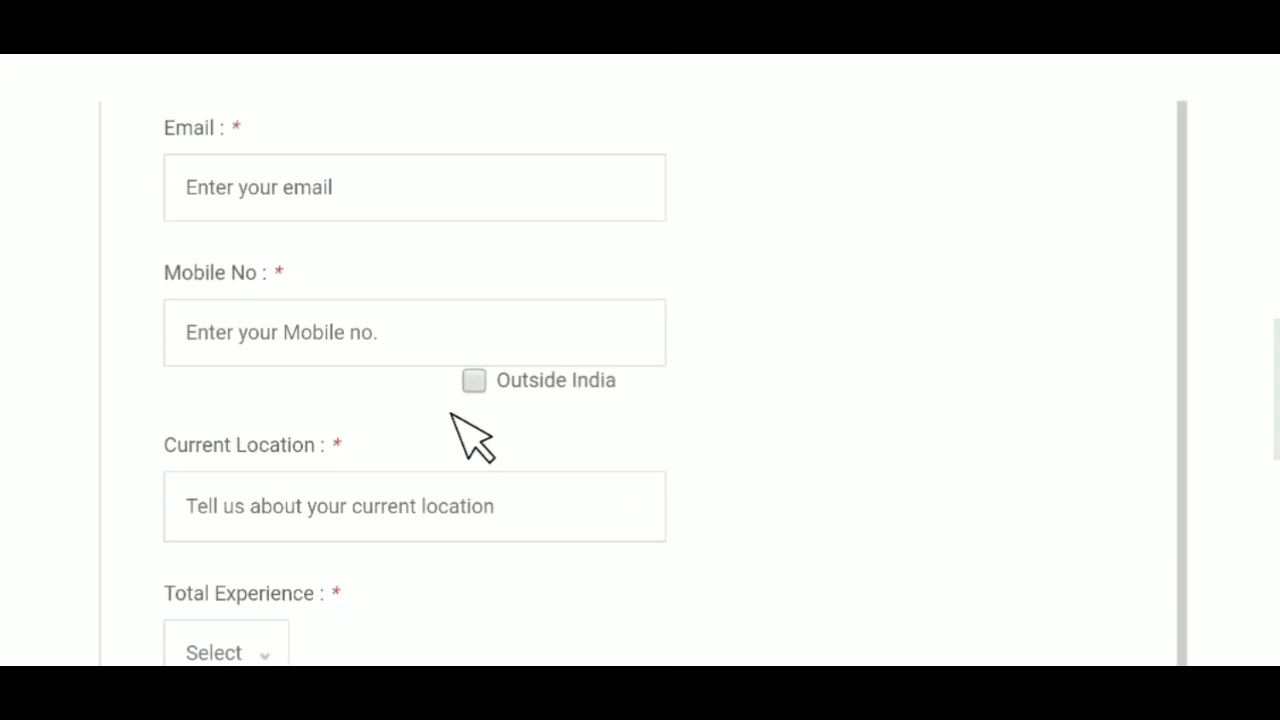 Email : *
Enter your email
Mobile No : *
Enter your Mobile no.
Outside India
Current Location : *
Tell us about your current location
Total Experience : *
Select